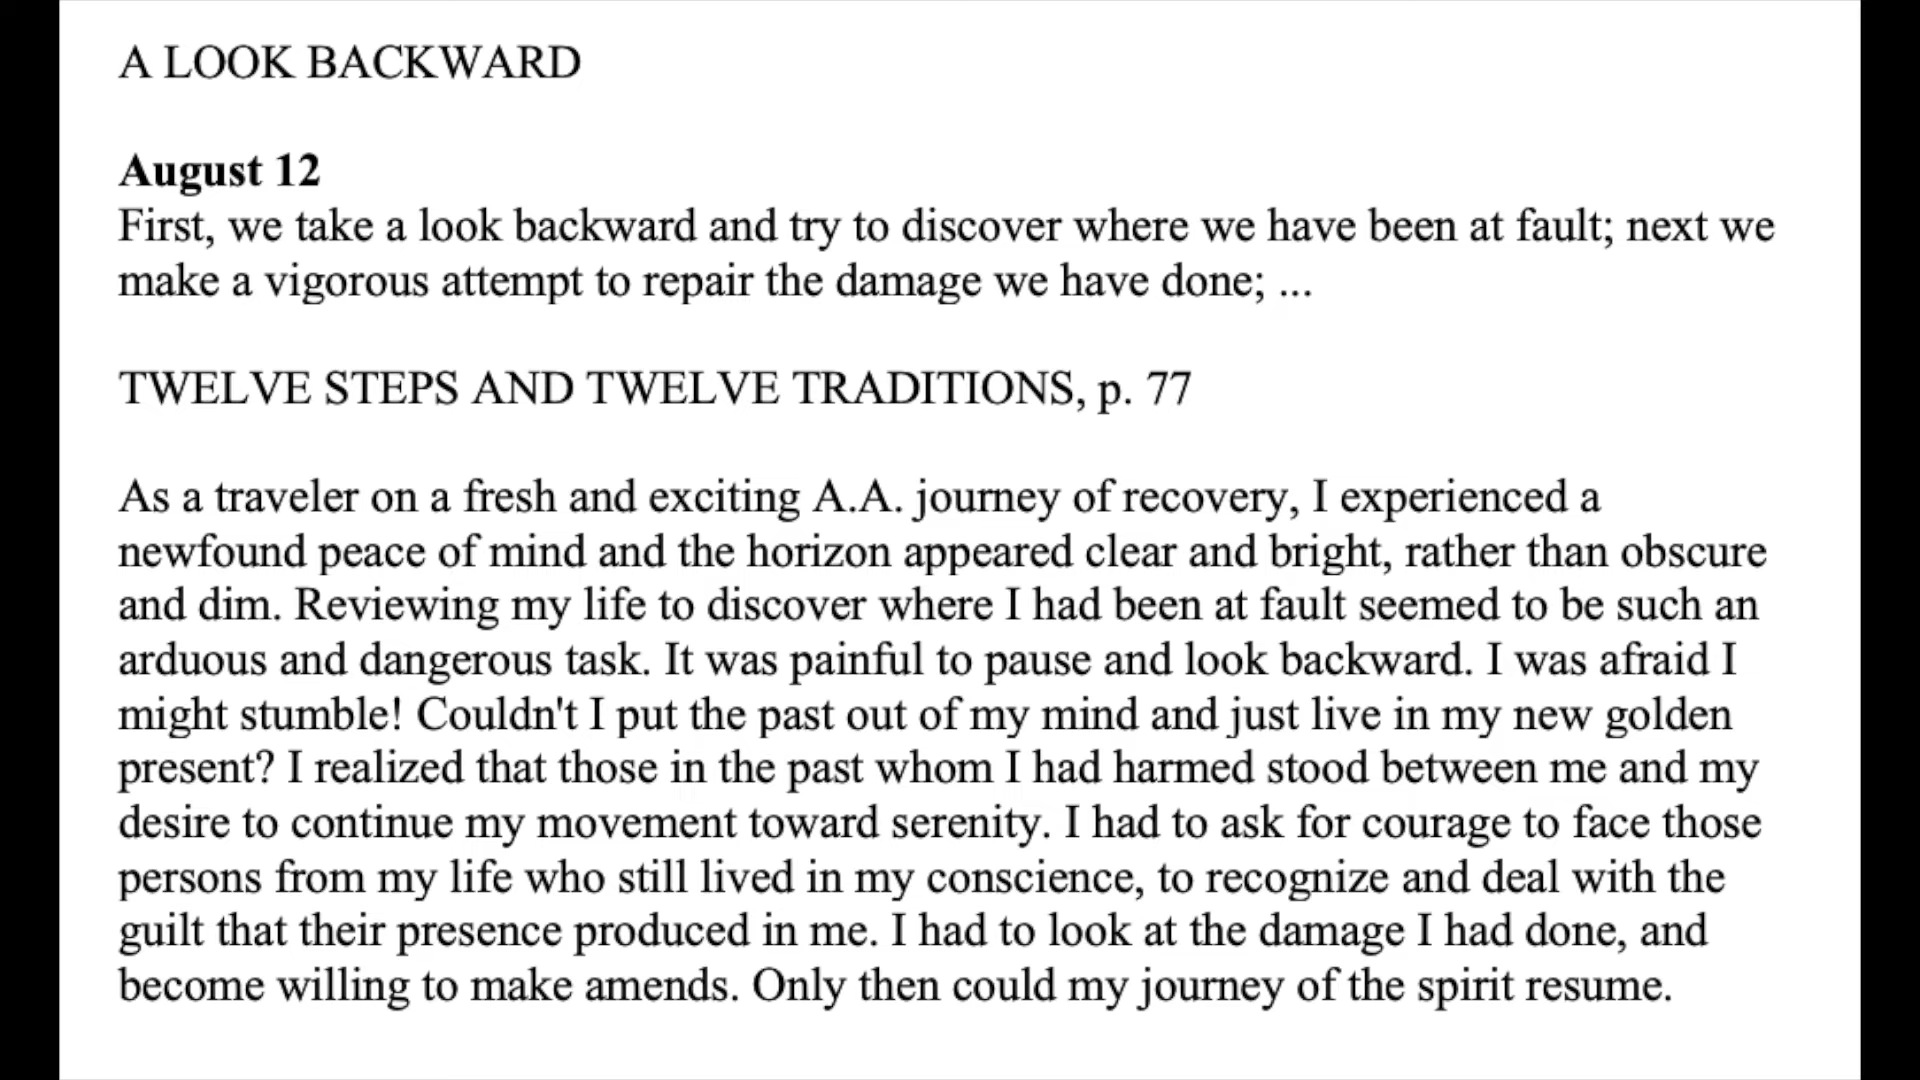 A LOOK BACKWARD
August 12
First, we take a look backward and try to discover where we have been at fault; next we
make a vigorous attempt to repair the damage we have done; ...
TWELVE STEPS AND TWELVE TRADITIONS, p. 77
As a traveler on a fresh and exciting A.A. journey of recovery, I experienced a
newfound peace of mind and the horizon appeared clear and bright, rather than obscure
and dim. Reviewing my life to discover where I had been at fault seemed to be such an
arduous and dangerous task. It was painful to pause and look backward. I was afraid I
might stumble! Couldn't I put the past out of my mind and just live in my new golden
present? I realized that those in the past whom I had harmed stood between me and my
desire to continue my movement toward serenity. I had to ask for courage to face those
persons from my life who still lived in my conscience, to recognize and deal with the
guilt that their presence produced in me. I had to look at the damage I had done, and
become willing to make amends. Only then could my journey of the spirit resume.